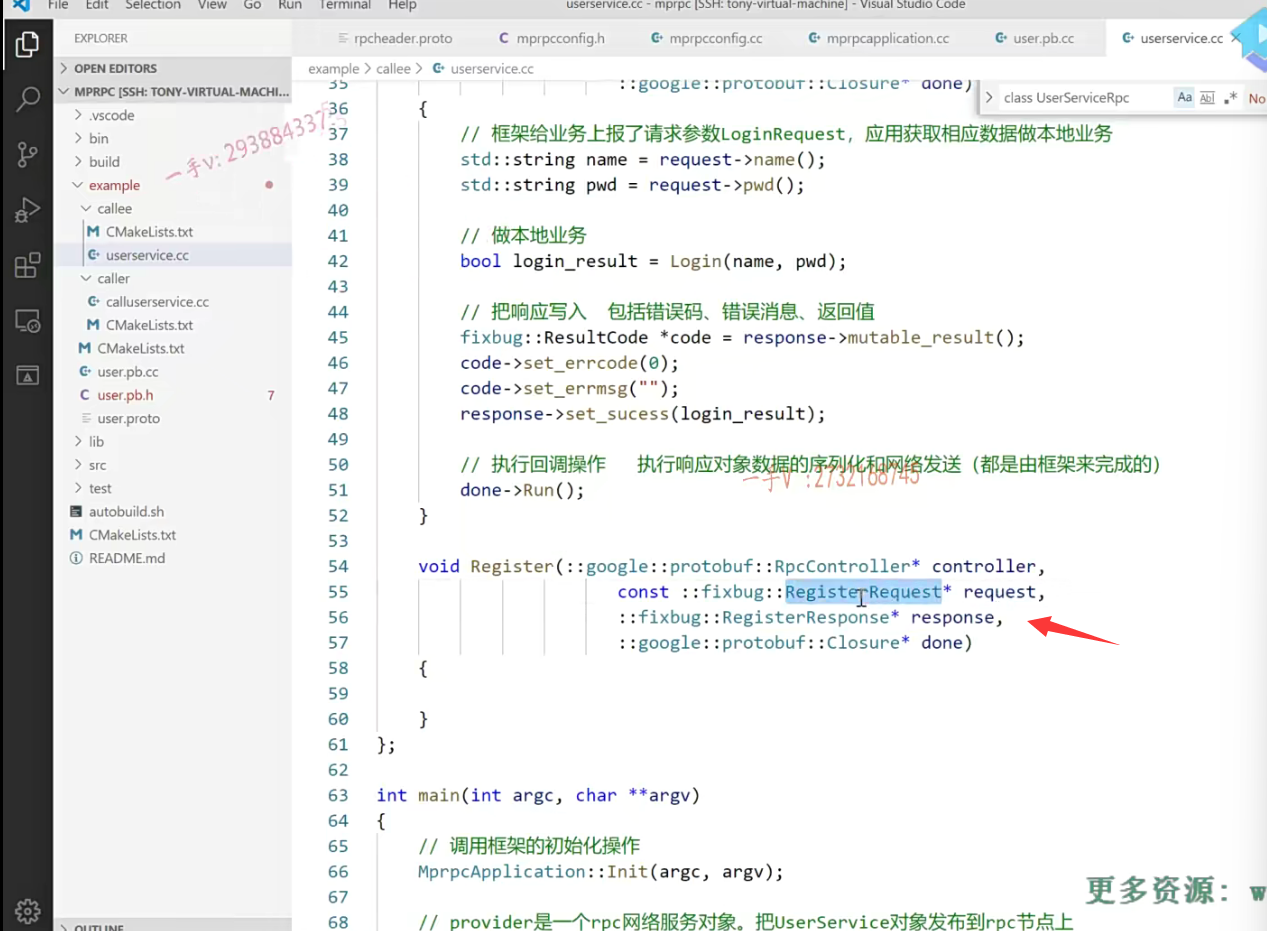 File Edit Selection View Go Run Terminal Help
userservice.cc - mprpc [SSH: tony-virtual-machine] - Visual Studio Code
EXPLORER
OPEN EDITORS
MPRPC [SSH: TONY-VIRTUAL-MACHI...
.vscode
bin
build
example
callee
CMakeLists.txt
userservice.cc
caller
calluserservice.cc
CMakeLists.txt
CMakeLists.txt
user.pb.cc
user.pb.h 7
user.proto
lib
src
test
autobuild.sh
CMakeLists.txt
README.md
OUTLINE
rpcheader.proto
mprpcconfig.h
mprpcconfig.cc
mprpcapplication.cc
user.pb.cc
userservice.cc
example > callee > userservice.cc
class UserServiceRpc Aa Abl .* No
35 ::google::protobuf::Closure* done)
36 {
37 // 框架给业务上报了请求参数LoginRequest，应用获取相应数据做本地业务
38 std::string name = request->name();
39 std::string pwd = request->pwd();
40
41 // 做本地业务
42 bool login_result = Login(name, pwd);
43
44 // 把响应写入 包括错误码、错误消息、返回值
45 fixbug::ResultCode *code = response->mutable_result();
46 code->set_errcode(0);
47 code->set_errmsg("");
48 response->set_sucess(login_result);
49
50 // 执行回调操作 执行响应对象数据的序列化和网络发送（都是由框架来完成的）
51 done->Run();
52 }
53
54 void Register(::google::protobuf::RpcController* controller,
55 const ::fixbug::RegisterRequest* request,
56 ::fixbug::RegisterResponse* response,
57 ::google::protobuf::Closure* done)
58 {
59
60 }
61 };
62
63 int main(int argc, char **argv)
64 {
65 // 调用框架的初始化操作
66 MprpcApplication::Init(argc, argv);
67
68 // provider是一个rpc网络服务对象。把UserService对象发布到rpc节点上
一手v:
一手V :2732168745
更多资源: w